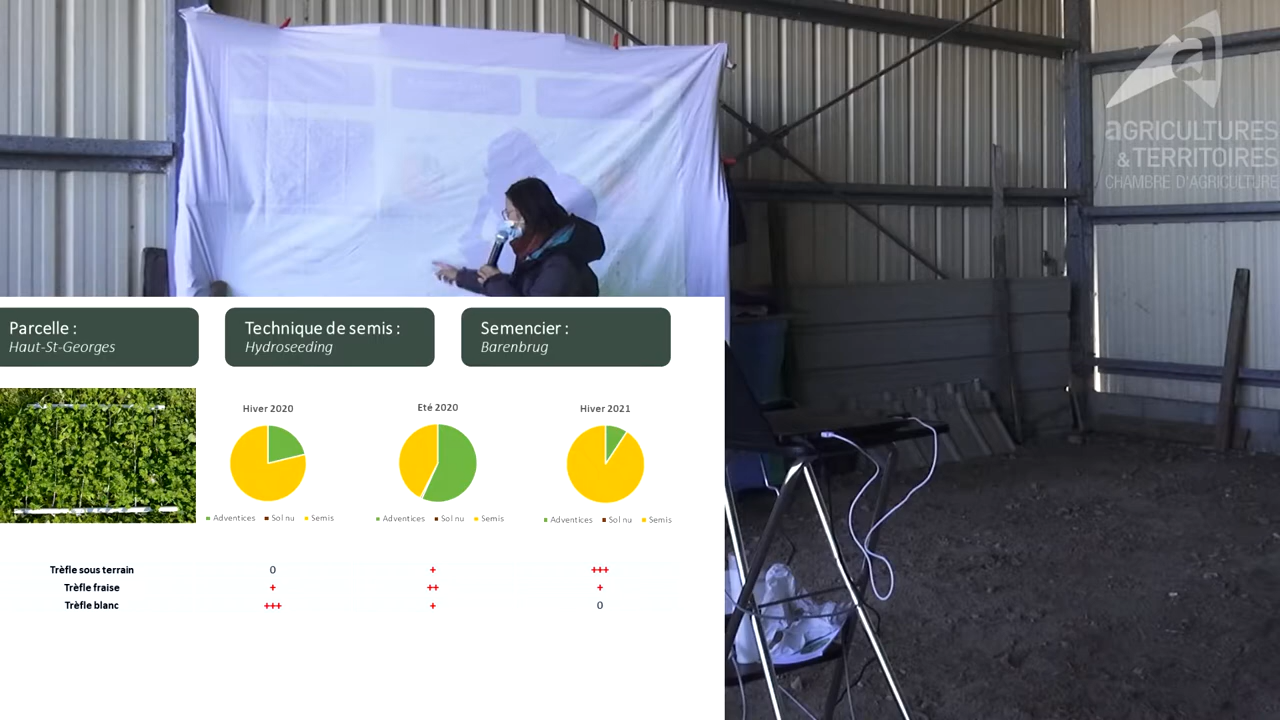 aGRICULTURES
& TERRITOIRES
CHAMBRE D'AGRICULTURE
Parcelle :
Haut-St-Georges
Technique de semis :
Hydroseeding
Semencier :
Barenbrug
Hiver 2020
Eté 2020
Hiver 2021
Adventices Sol nu Semis
Adventices Sol nu Semis
Adventices Sol nu Semis
Trèfle sous terrain 0 + +++
Trèfle fraise + ++ +
Trèfle blanc +++ + 0